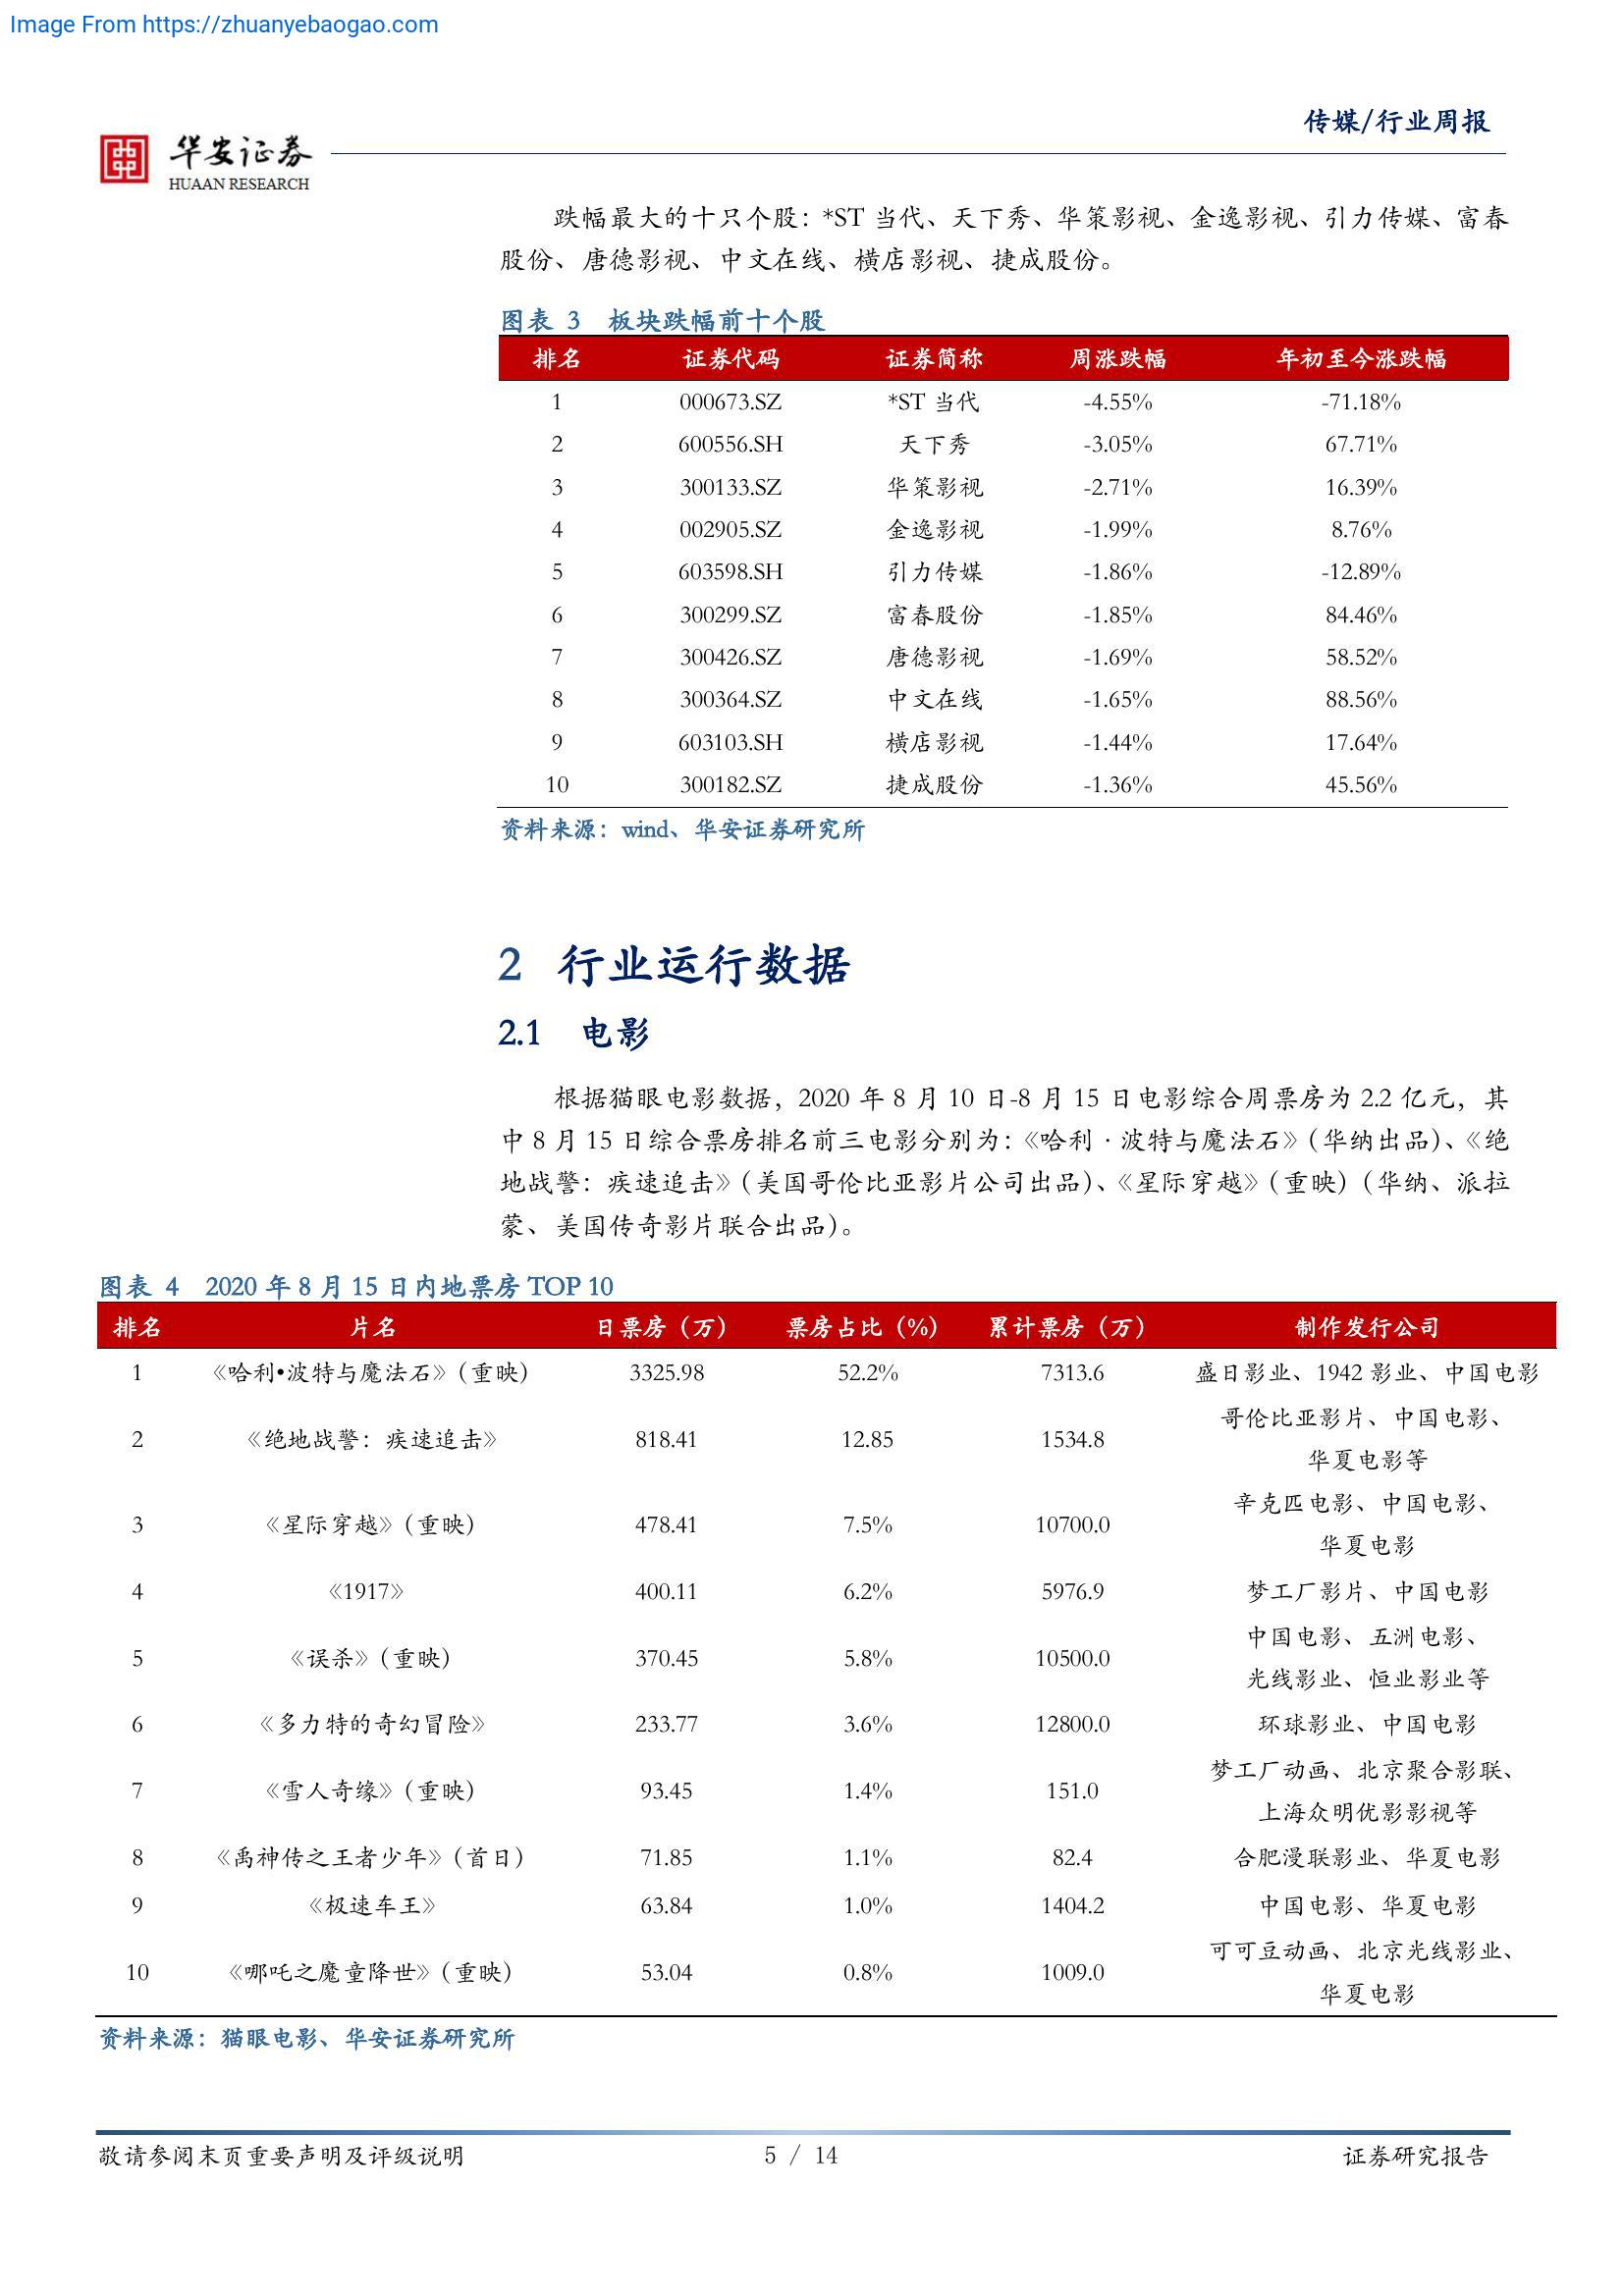 Image From https://zhuanyebaogao.com
传媒/行业周报
华安证券
HUAAN RESEARCH
跌幅最大的十只个股：*ST 当代、天下秀、华策影视、金逸影视、引力传媒、富春
股份、唐德影视、中文在线、横店影视、捷成股份。
图表 3 板块跌幅前十个股
排名 证券代码 证券简称 周涨跌幅 年初至今涨跌幅
1 000673.SZ *ST 当代 -4.55% -71.18%
2 600556.SH 天下秀 -3.05% 67.71%
3 300133.SZ 华策影视 -2.71% 16.39%
4 002905.SZ 金逸影视 -1.99% 8.76%
5 603598.SH 引力传媒 -1.86% -12.89%
6 300299.SZ 富春股份 -1.85% 84.46%
7 300426.SZ 唐德影视 -1.69% 58.52%
8 300364.SZ 中文在线 -1.65% 88.56%
9 603103.SH 横店影视 -1.44% 17.64%
10 300182.SZ 捷成股份 -1.36% 45.56%
资料来源：wind、华安证券研究所
2 行业运行数据
2.1 电影
根据猫眼电影数据，2020 年 8 月 10 日-8 月 15 日电影综合周票房为 2.2 亿元，其
中 8 月 15 日综合票房排名前三电影分别为：《哈利·波特与魔法石》（华纳出品）、《绝
地战警：疾速追击》（美国哥伦比亚影片公司出品）、《星际穿越》（重映）（华纳、派拉
蒙、美国传奇影片联合出品）。
图表 4 2020 年 8 月 15 日内地票房 TOP 10
排名 片名 日票房（万） 票房占比（%） 累计票房（万） 制作发行公司
1 《哈利•波特与魔法石》（重映） 3325.98 52.2% 7313.6 盛日影业、1942 影业、中国电影
哥伦比亚影片、中国电影、
2 《绝地战警：疾速追击》 818.41 12.85 1534.8
华夏电影等
辛克匹电影、中国电影、
3 《星际穿越》（重映） 478.41 7.5% 10700.0
华夏电影
4 《1917》 400.11 6.2% 5976.9 梦工厂影片、中国电影
中国电影、五洲电影、
5 《误杀》（重映） 370.45 5.8% 10500.0
光线影业、恒业影业等
6 《多力特的奇幻冒险》 233.77 3.6% 12800.0 环球影业、中国电影
梦工厂动画、北京聚合影联、
7 《雪人奇缘》（重映） 93.45 1.4% 151.0
上海众明优影影视等
8 《禹神传之王者少年》（首日） 71.85 1.1% 82.4 合肥漫联影业、华夏电影
9 《极速车王》 63.84 1.0% 1404.2 中国电影、华夏电影
可可豆动画、北京光线影业、
10 《哪吒之魔童降世》（重映） 53.04 0.8% 1009.0
华夏电影
资料来源：猫眼电影、华安证券研究所
敬请参阅末页重要声明及评级说明 5 / 14 证券研究报告